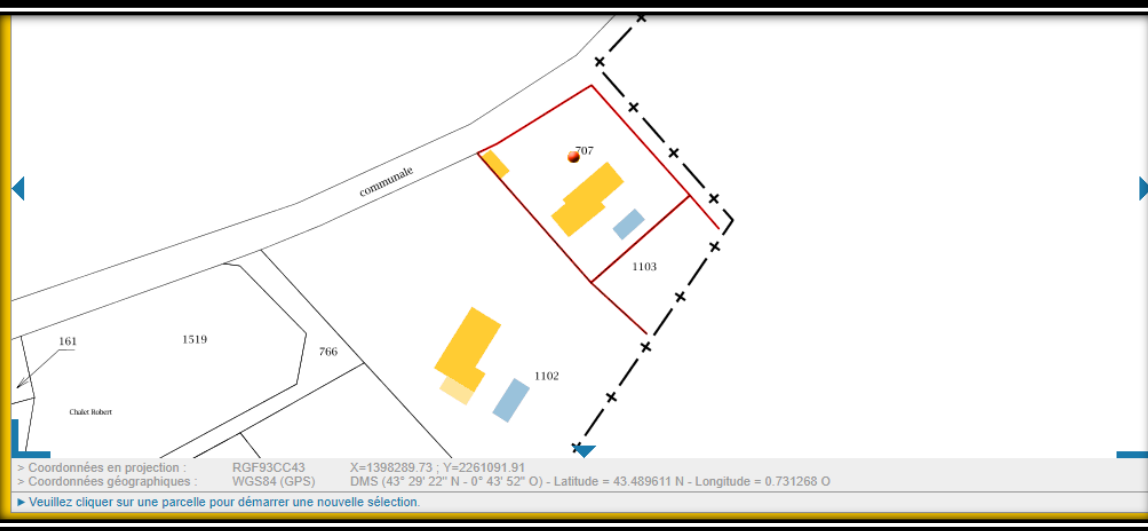 707
communale
1103
161
1519
766
1102
Chalet Robert
> Coordonnées en projection : RGF93CC43 X=1398289.73 ; Y=2261091.91
> Coordonnées géographiques : WGS84 (GPS) DMS (43° 29' 22" N - 0° 43' 52" O) - Latitude = 43.489611 N - Longitude = 0.731268 O
Veuillez cliquer sur une parcelle pour démarrer une nouvelle sélection.